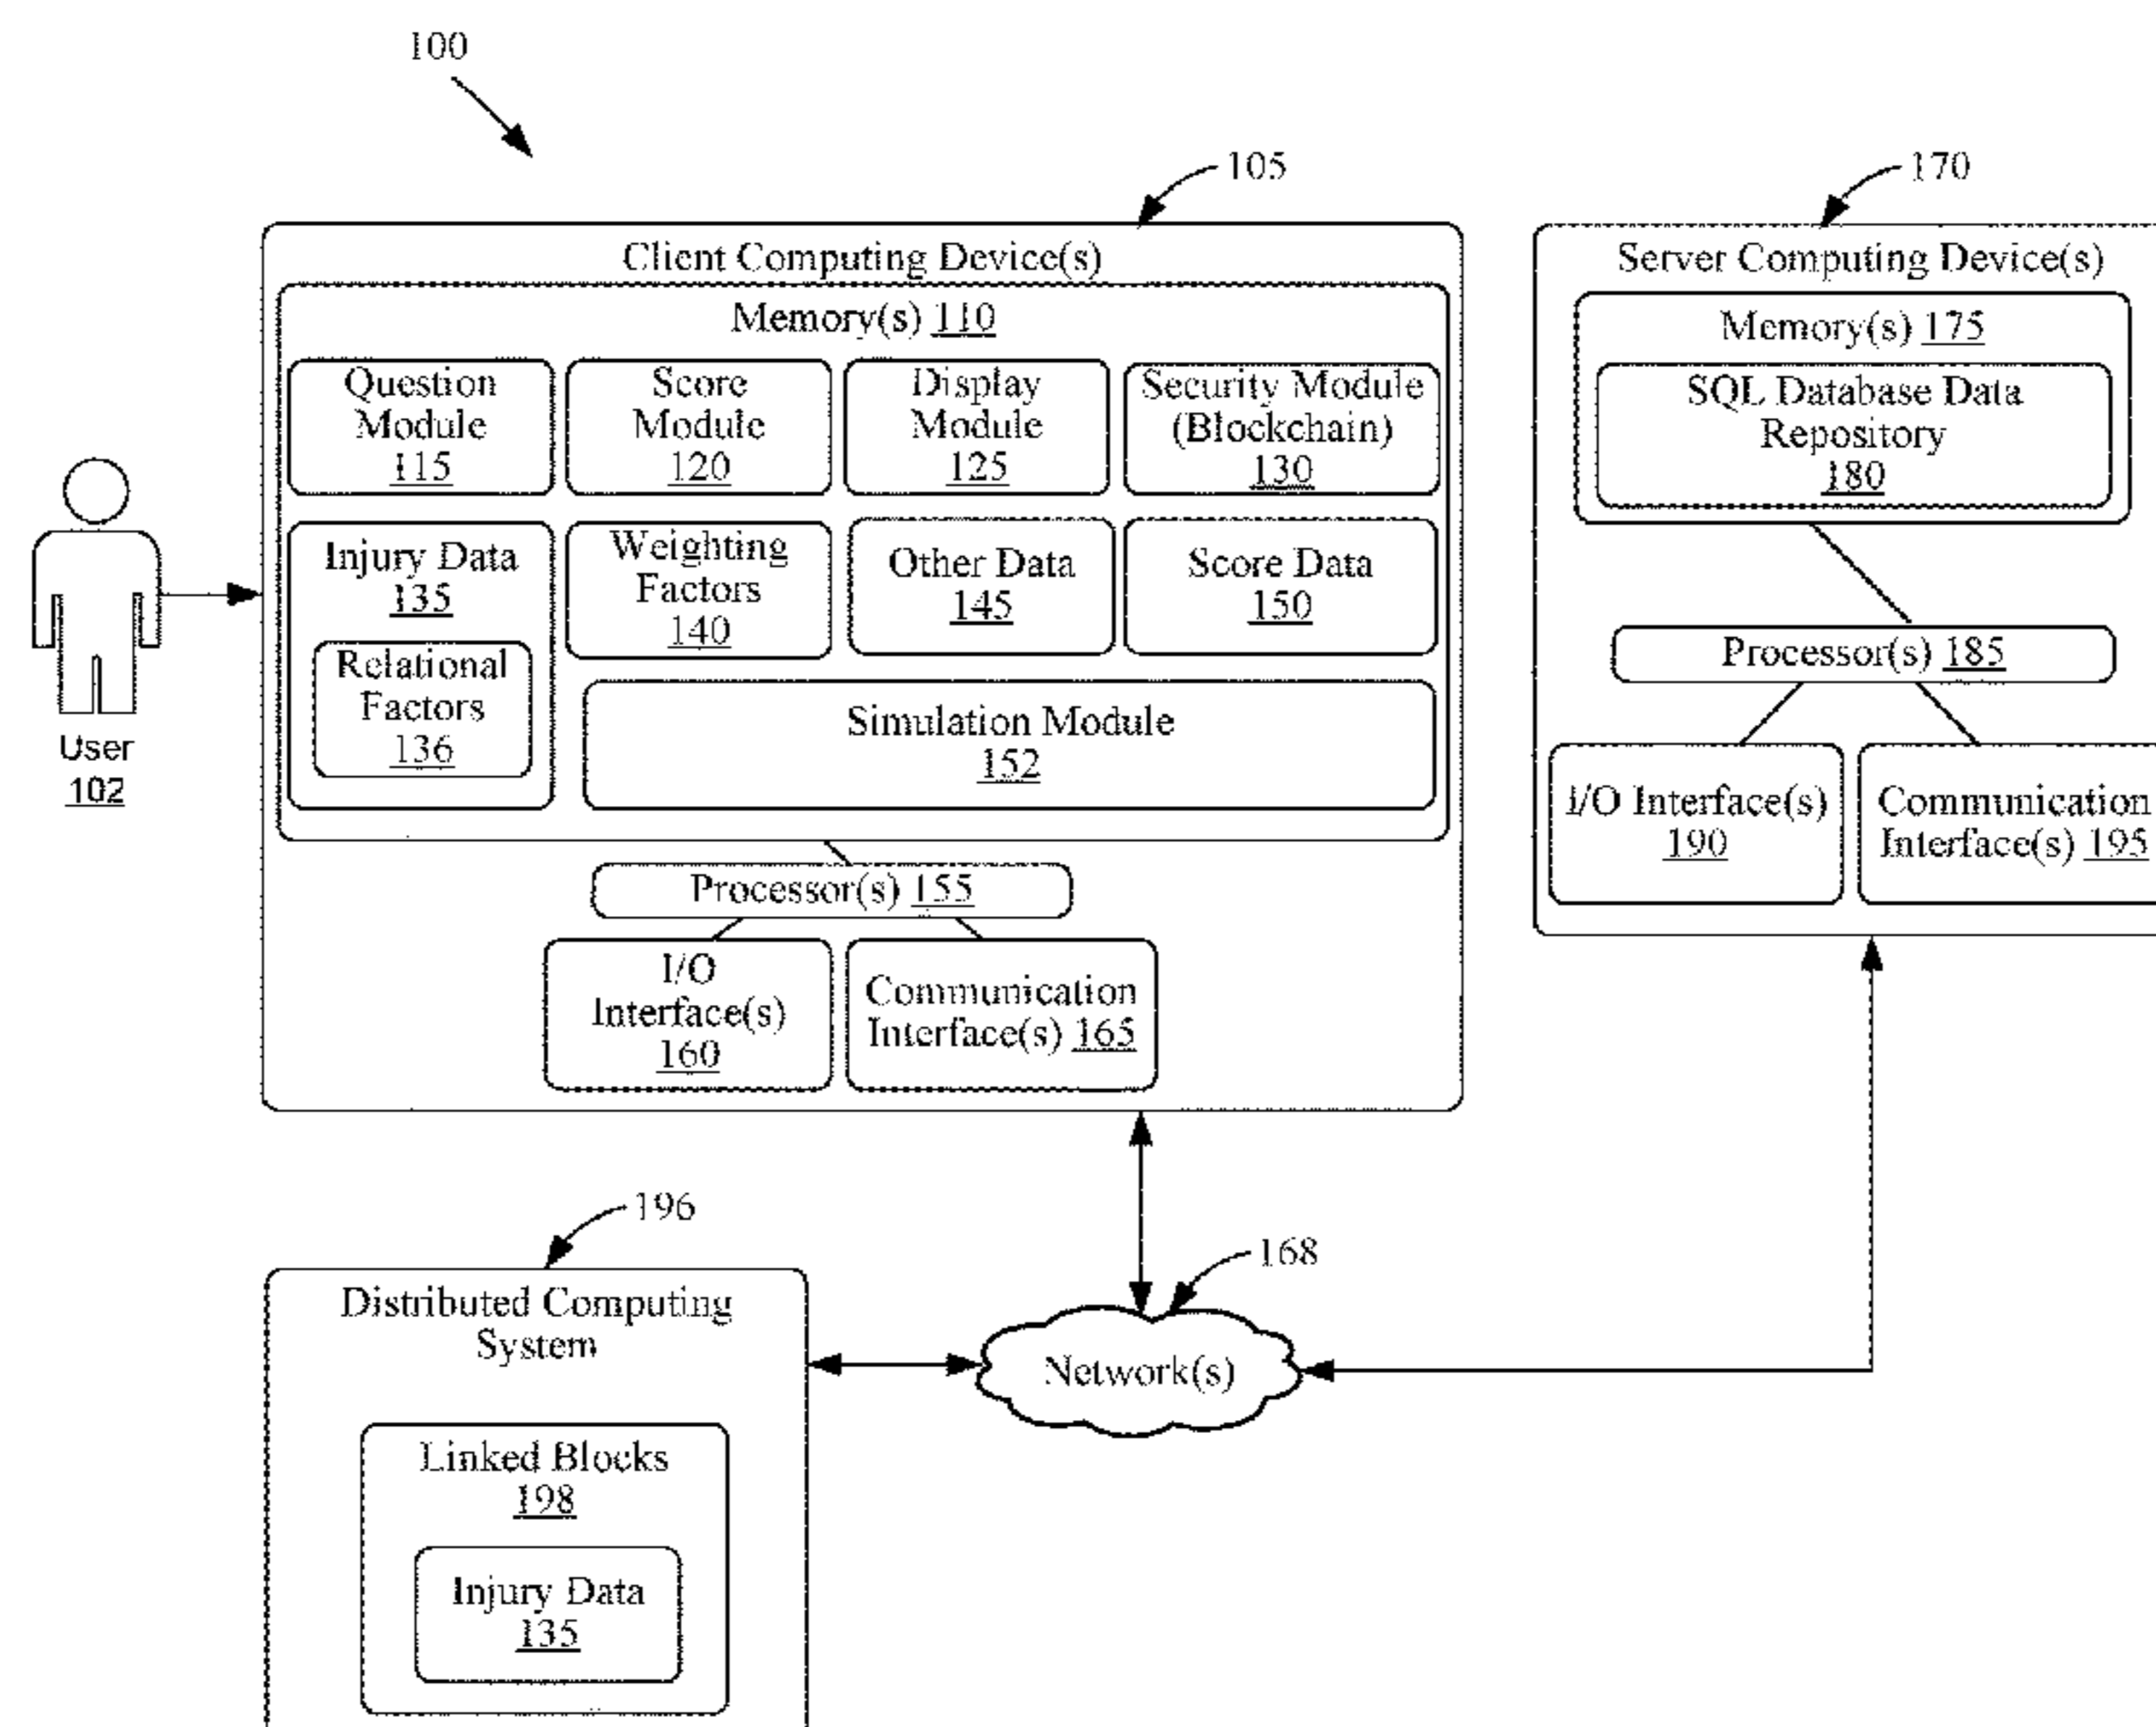 100
105
170
Client Computing Device(s)
Memory(s) 110
Question
Module
115
Score
Module
120
Display
Module
125
Security Module
(Blockchain)
130
Injury Data
135
Relational
Factors
136
Weighting
Factors
140
Other Data
145
Score Data
150
Simulation Module
152
Processor(s) 155
I/O
Interface(s)
160
Communication
Interface(s) 165
User
102
Server Computing Device(s)
Memory(s) 175
SQL Database Data
Repository
180
Processor(s) 185
I/O Interface(s)
190
Communication
Interface(s) 195
196
168
Distributed Computing
System
Network(s)
Linked Blocks
198
Injury Data
135